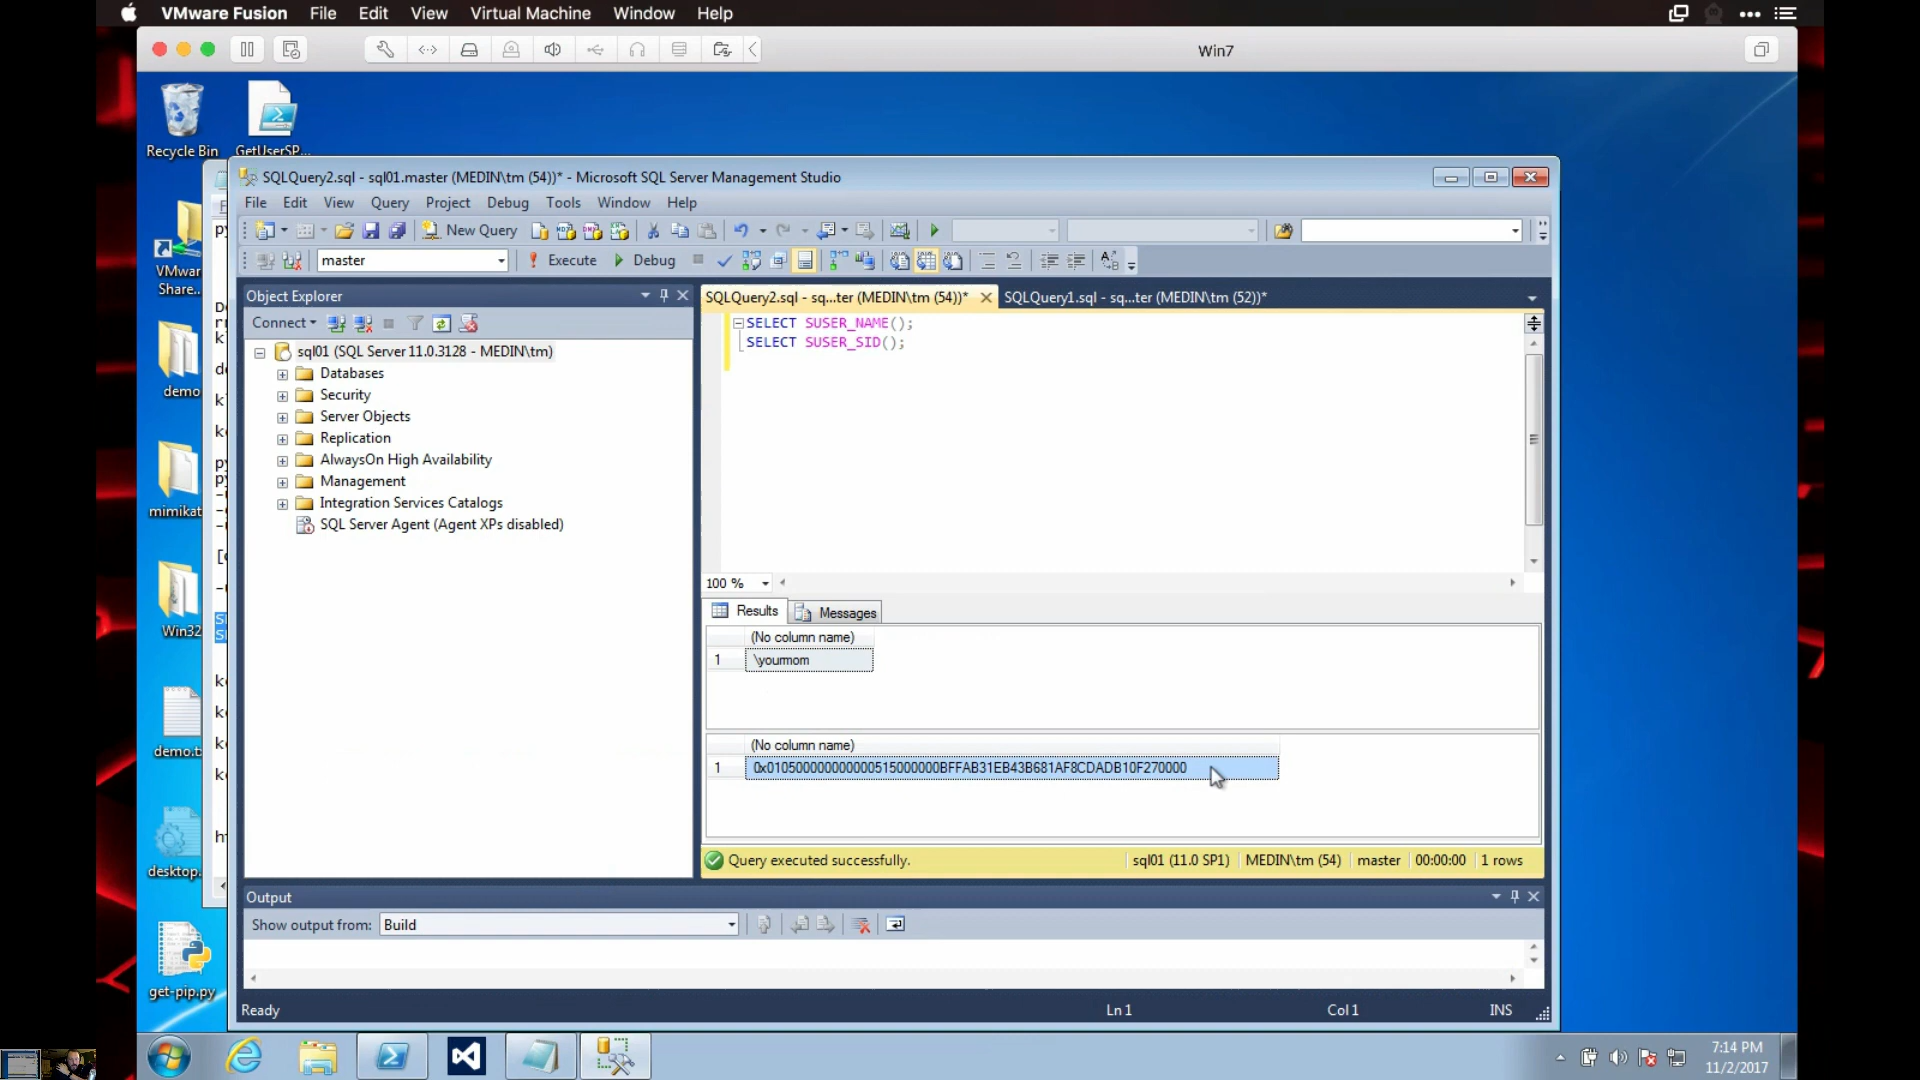 VMware Fusion File Edit View Virtual Machine Window Help
Win7
Recycle Bin
GetUserSP...
VMware
Share...
demo
mimikat
Win32
demo.t
desktop.
get-pip.py
SQLQuery2.sql - sql01.master (MEDIN\tm (54))* - Microsoft SQL Server Management Studio
File Edit View Query Project Debug Tools Window Help
New Query
master Execute Debug
Object Explorer
Connect
sql01 (SQL Server 11.0.3128 - MEDIN\tm)
Databases
Security
Server Objects
Replication
AlwaysOn High Availability
Management
Integration Services Catalogs
SQL Server Agent (Agent XPs disabled)
SQLQuery2.sql - sq...ter (MEDIN\tm (54))* SQLQuery1.sql - sq...ter (MEDIN\tm (52))*
SELECT SUSER_NAME();
SELECT SUSER_SID();
100 %
Results Messages
(No column name)
1 \yourmom
(No column name)
1 0x010500000000000515000000BFFAB31EB43B681AF8CDADB10F270000
Query executed successfully. sql01 (11.0 SP1) MEDIN\tm (54) master 00:00:00 1 rows
Output
Show output from: Build
Ready Ln 1 Col 1 INS
7:14 PM
11/2/2017